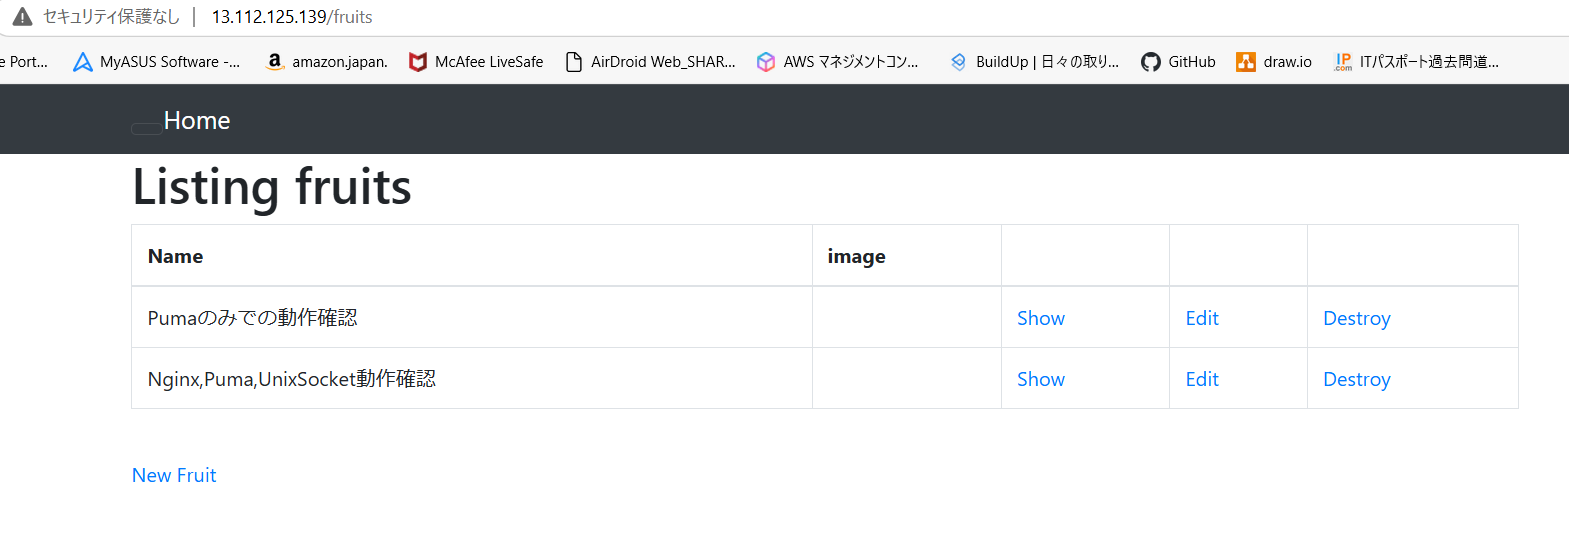 セキュリティ保護なし | 13.112.125.139/fruits
e Port... MyASUS Software -... amazon.japan. McAfee LiveSafe AirDroid Web_SHAR... AWS マネジメントコン... BuildUp | 日々の取り... GitHub draw.io ITパスポート過去問道...
Home
Listing fruits
Name image
Pumaのみでの動作確認 Show Edit Destroy
Nginx,Puma,UnixSocket動作確認 Show Edit Destroy
New Fruit